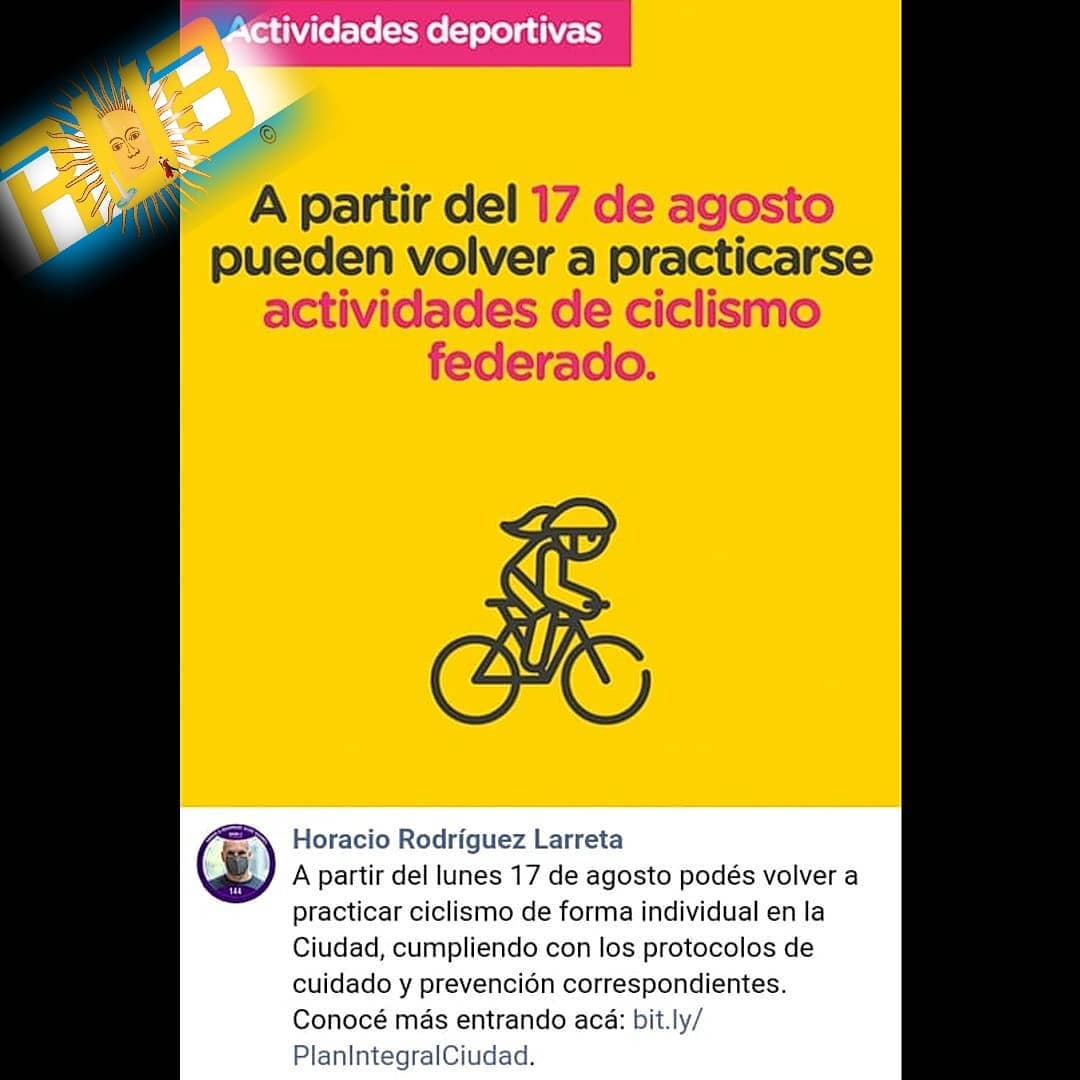 Actividades deportivas
©
A partir del 17 de agosto
pueden volver a practicarse
actividades de ciclismo
federado.
Horacio Rodríguez Larreta
A partir del lunes 17 de agosto podés volver a
practicar ciclismo de forma individual en la
Ciudad, cumpliendo con los protocolos de
cuidado y prevención correspondientes.
Conocé más entrando acá: bit.ly/
PlanIntegralCiudad.
144